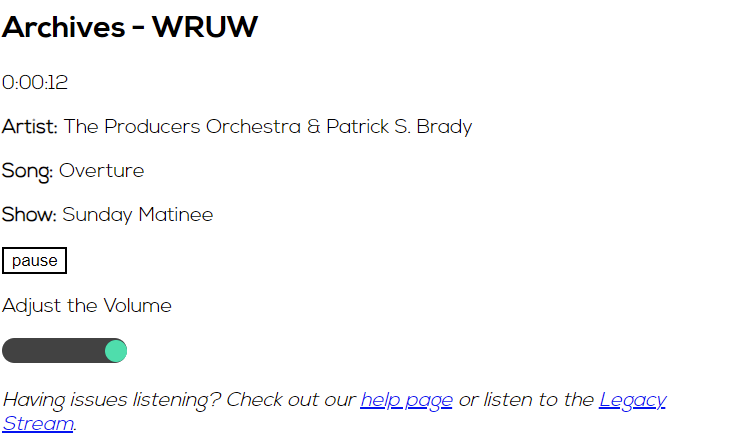 Archives - WRUW
0:00:12
Artist: The Producers Orchestra & Patrick S. Brady
Song: Overture
Show: Sunday Matinee
pause
Adjust the Volume
Having issues listening? Check out our help page or listen to the Legacy
Stream.